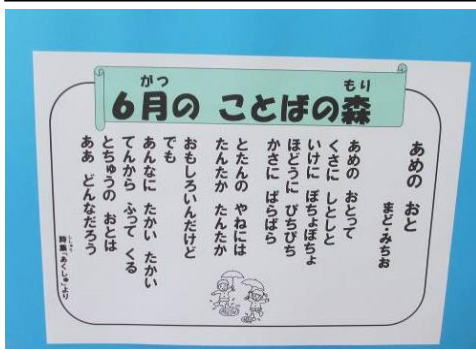 がつ もり
6月の ことばの森
あめの おと
まど・みちお
あめの おとって
くさに しとしと
いけに ぽちょぽちょ
ほどうに ぴちぴち
かさに ぱらぱら
とたんの やねには
たんたか たんたか
おもしろいんだけど
でも
あんなに たかい たかい
てんから ふって くる
とちゅうの おとは
ああ どんなだろう
詩集「あくしゅ」より